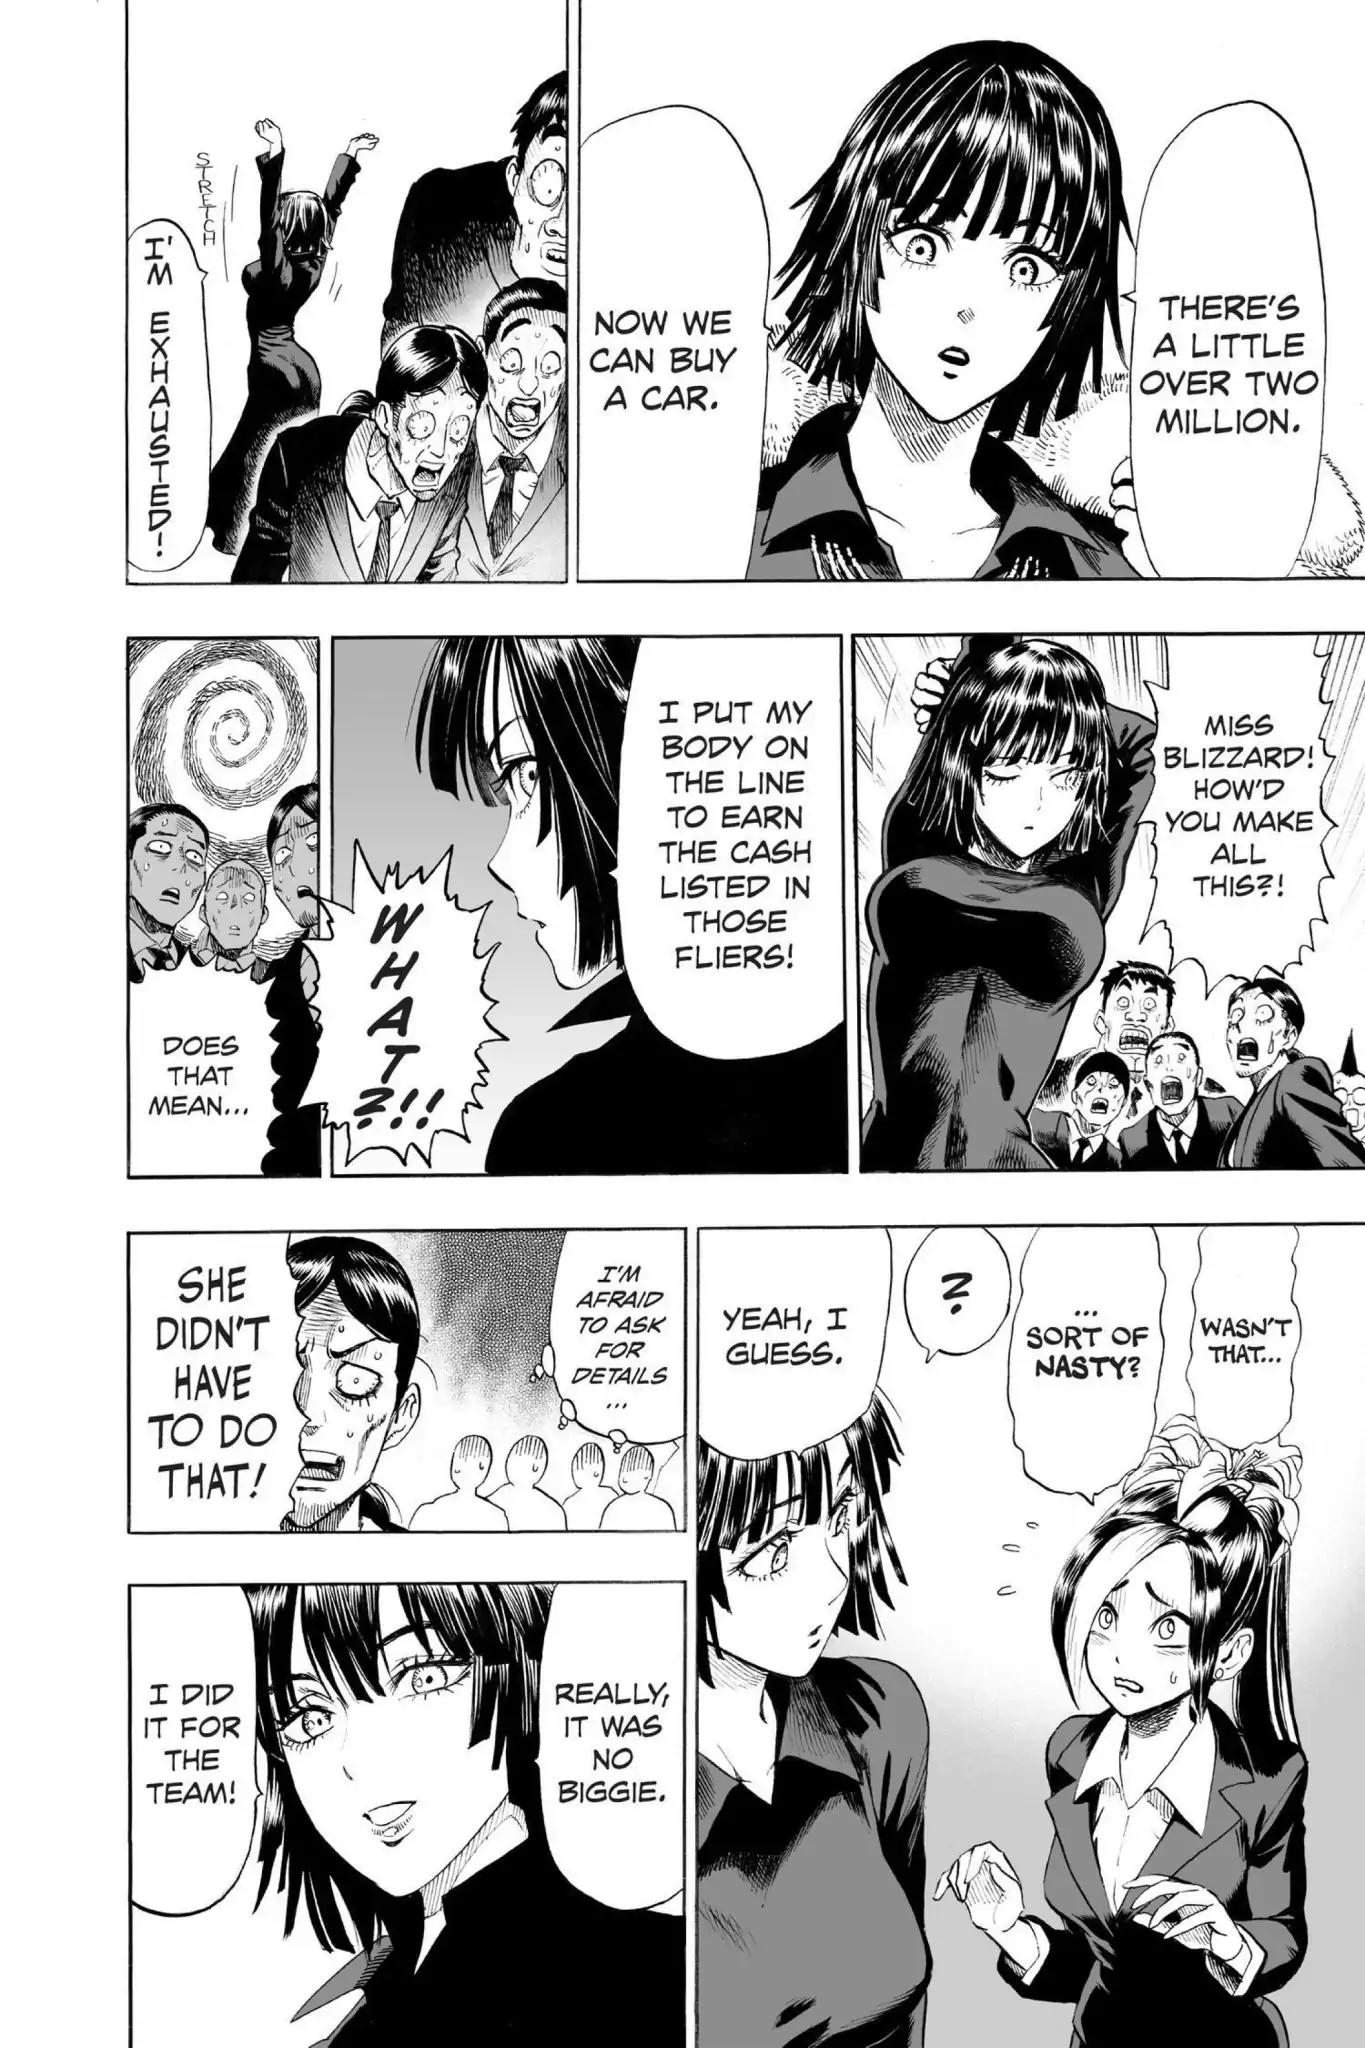 THERE'S
A LITTLE
OVER TWO
MILLION.
NOW WE
CAN BUY
A CAR.
STRETCH
I'M EXHAUSTED!
MISS
BLIZZARD!
HOW'D
YOU MAKE
ALL
THIS?!
I PUT MY
BODY ON
THE LINE
TO EARN
THE CASH
LISTED IN
THOSE
FLIERS!
WHAT?!!
DOES
THAT
MEAN...
WASN'T
THAT...
...
SORT OF
NASTY?
?
YEAH, I
GUESS.
I'M
AFRAID
TO ASK
FOR
DETAILS
...
SHE
DIDN'T
HAVE
TO DO
THAT!
REALLY,
IT WAS
NO
BIGGIE.
I DID
IT FOR
THE
TEAM!